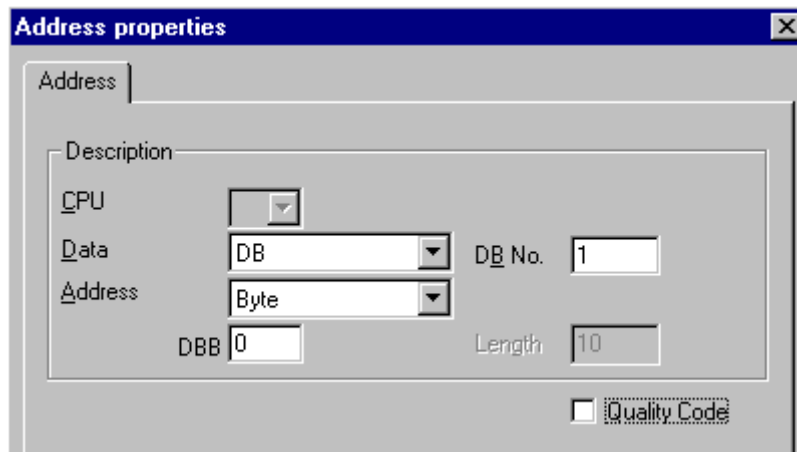 Address properties
Address
Description
CPU
Data DB DB No. 1
Address Byte
DBB 0 Length 10
Quality Code